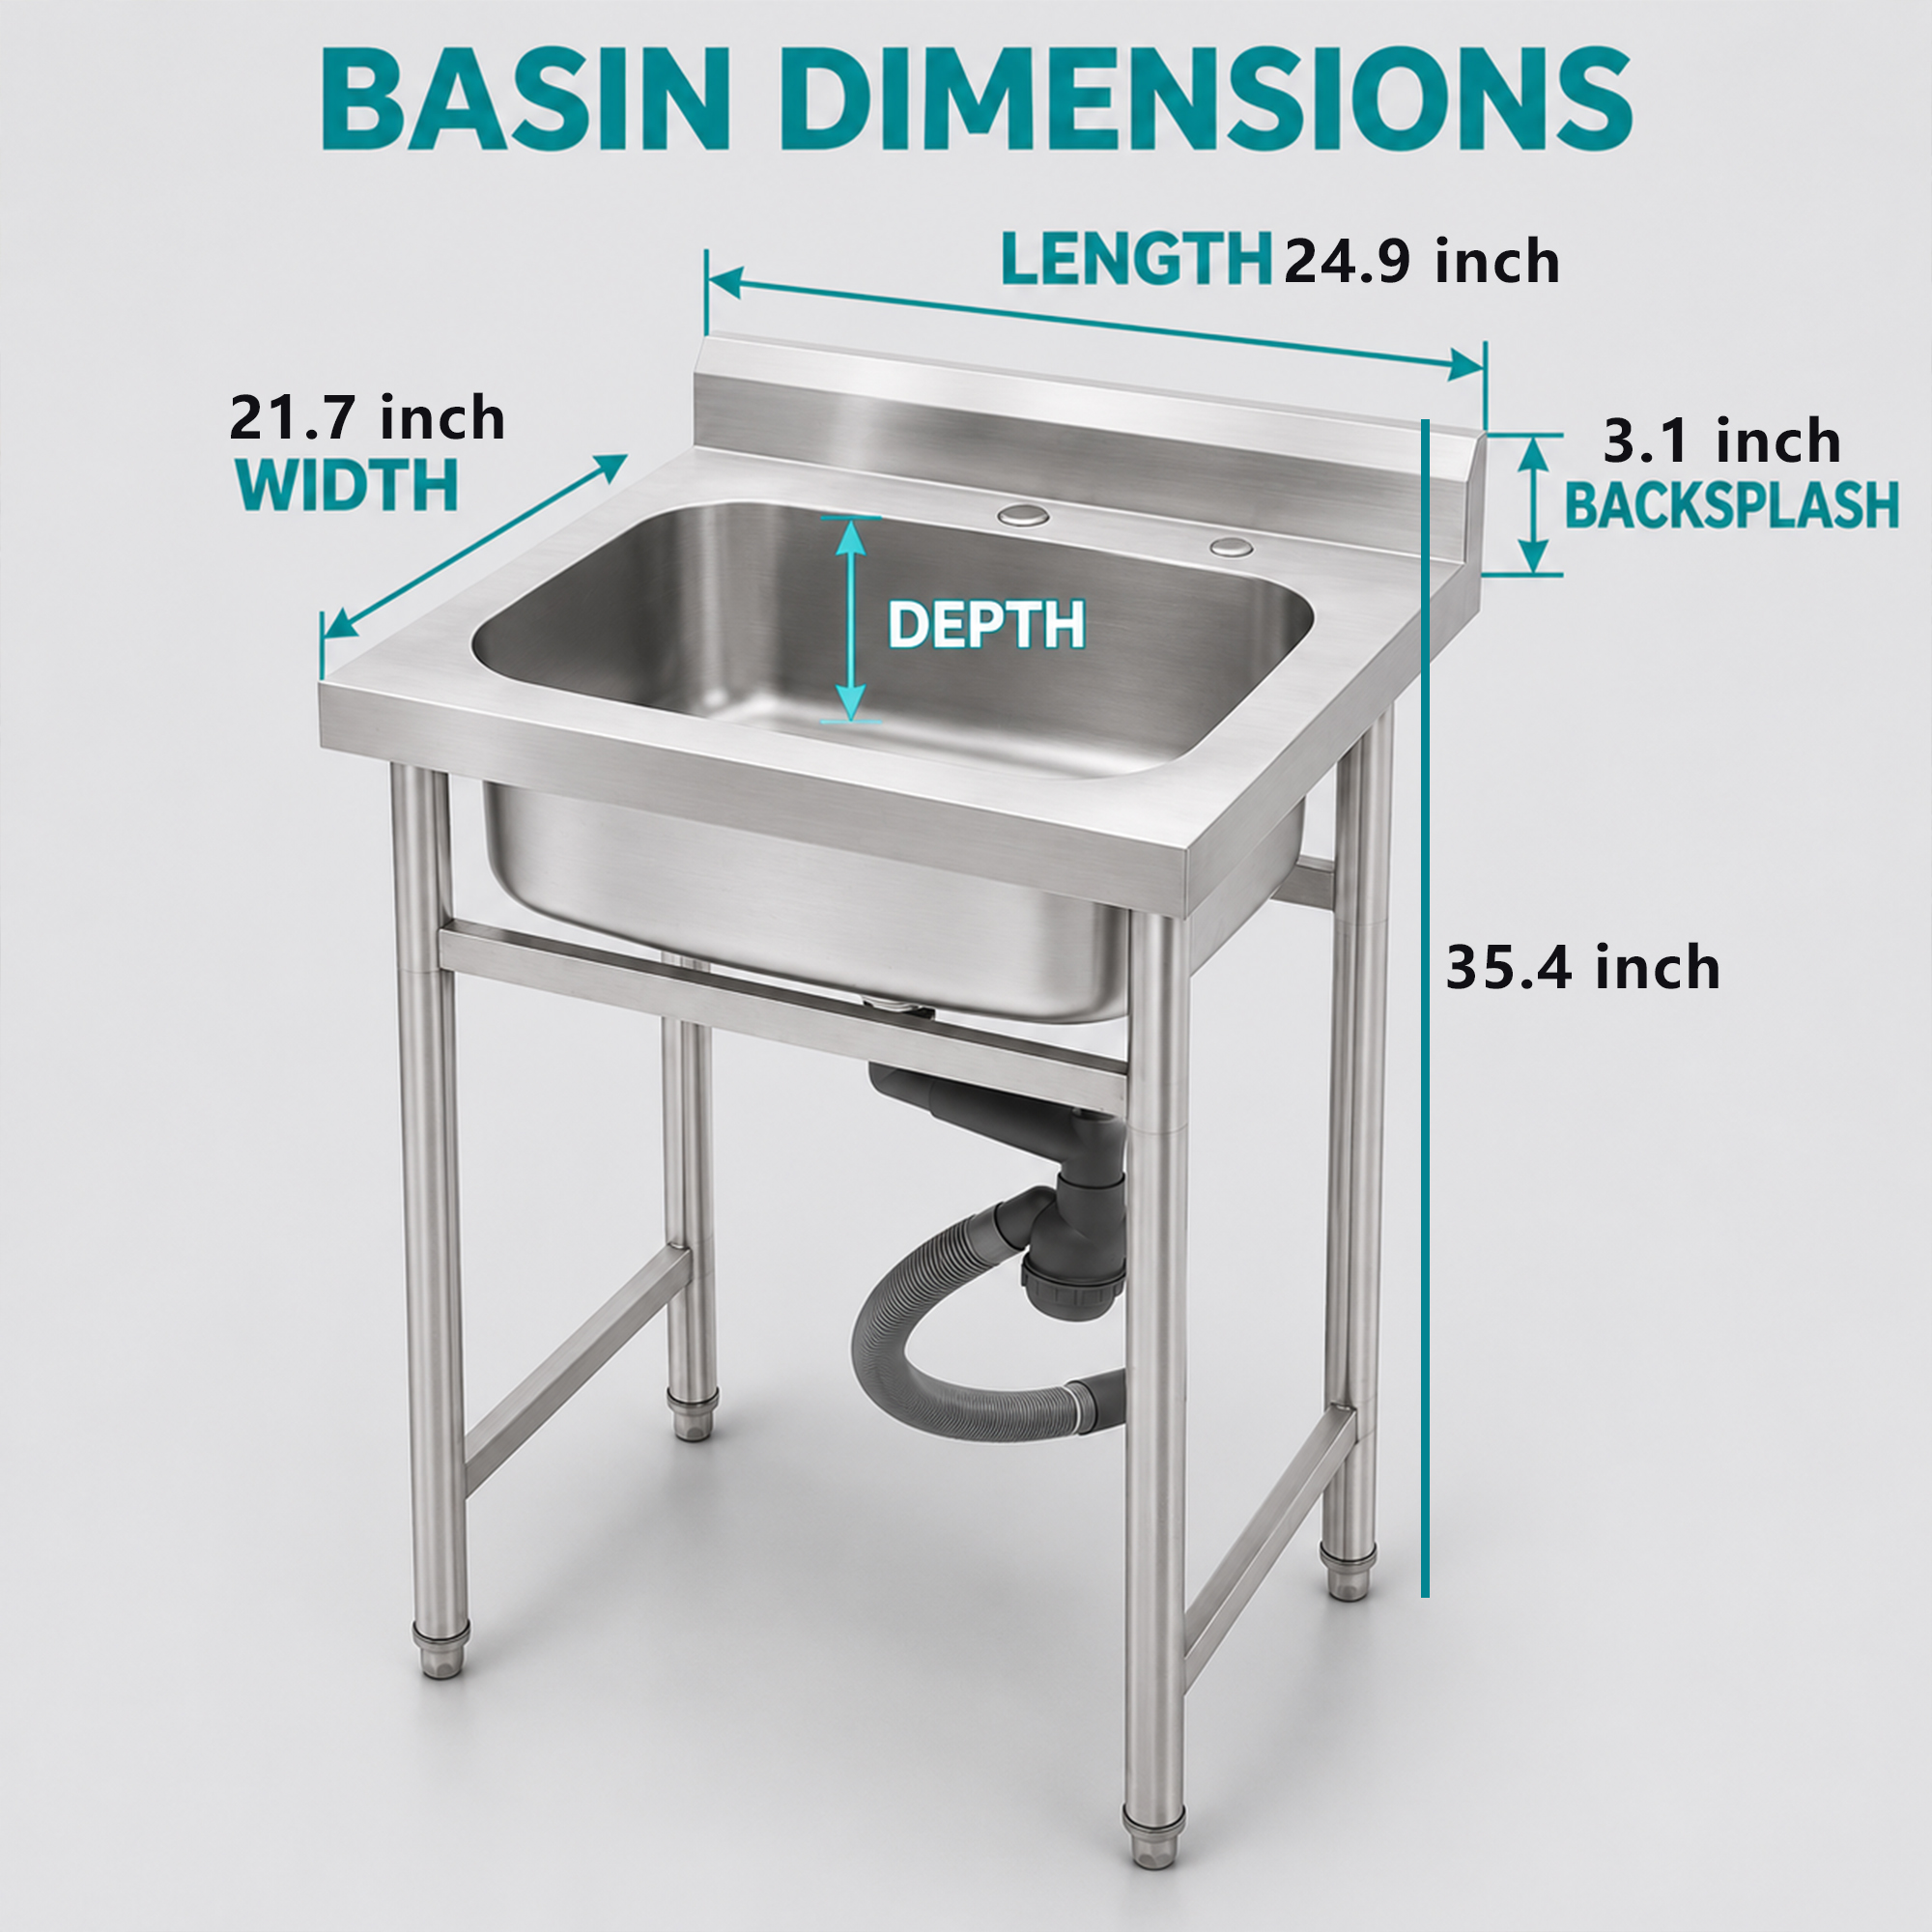 BASIN DIMENSIONS
LENGTH 24.9 inch
21.7 inch
WIDTH
3.1 inch
BACKSPLASH
DEPTH
35.4 inch